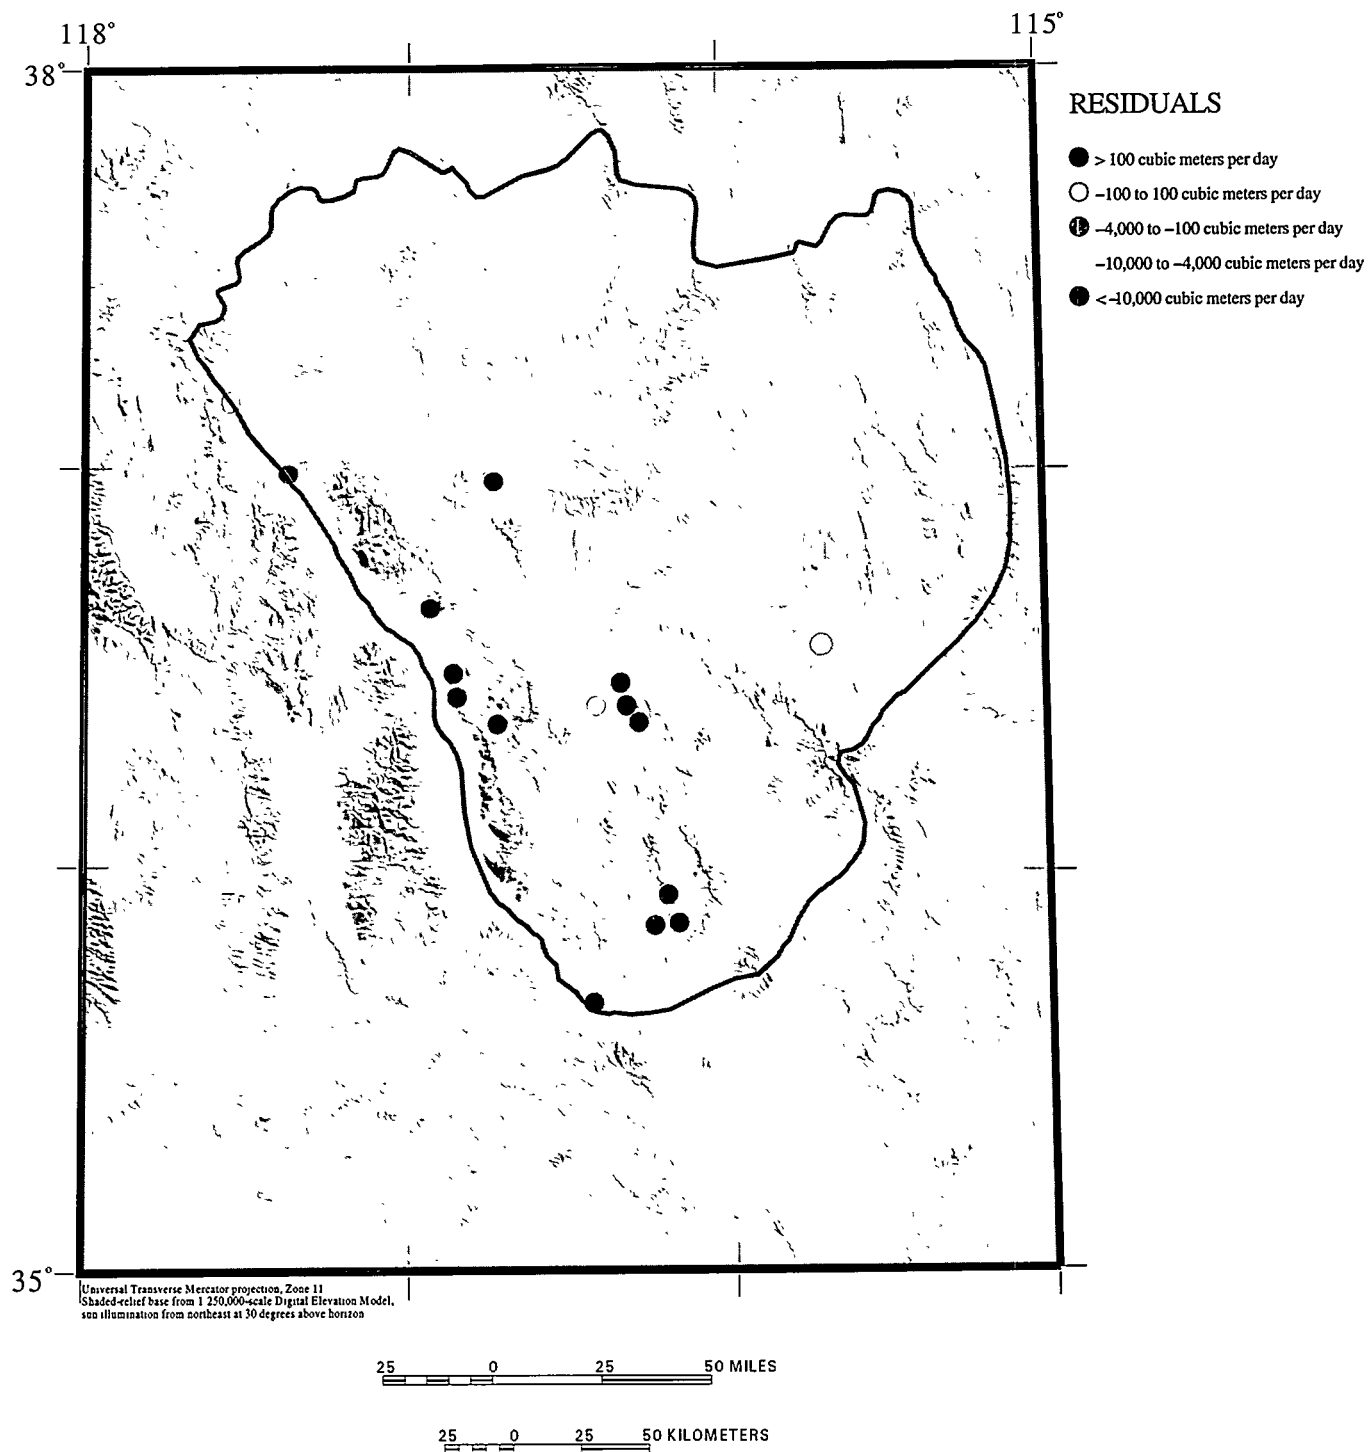 118°
115°
38°
RESIDUALS
> 100 cubic meters per day
–100 to 100 cubic meters per day
–4,000 to –100 cubic meters per day
–10,000 to –4,000 cubic meters per day
< –10,000 cubic meters per day
35°
Universal Transverse Mercator projection, Zone 11
Shaded-relief base from 1 250,000-scale Digital Elevation Model,
sun illumination from northeast at 30 degrees above horizon
25 0 25 50 MILES
25 0 25 50 KILOMETERS